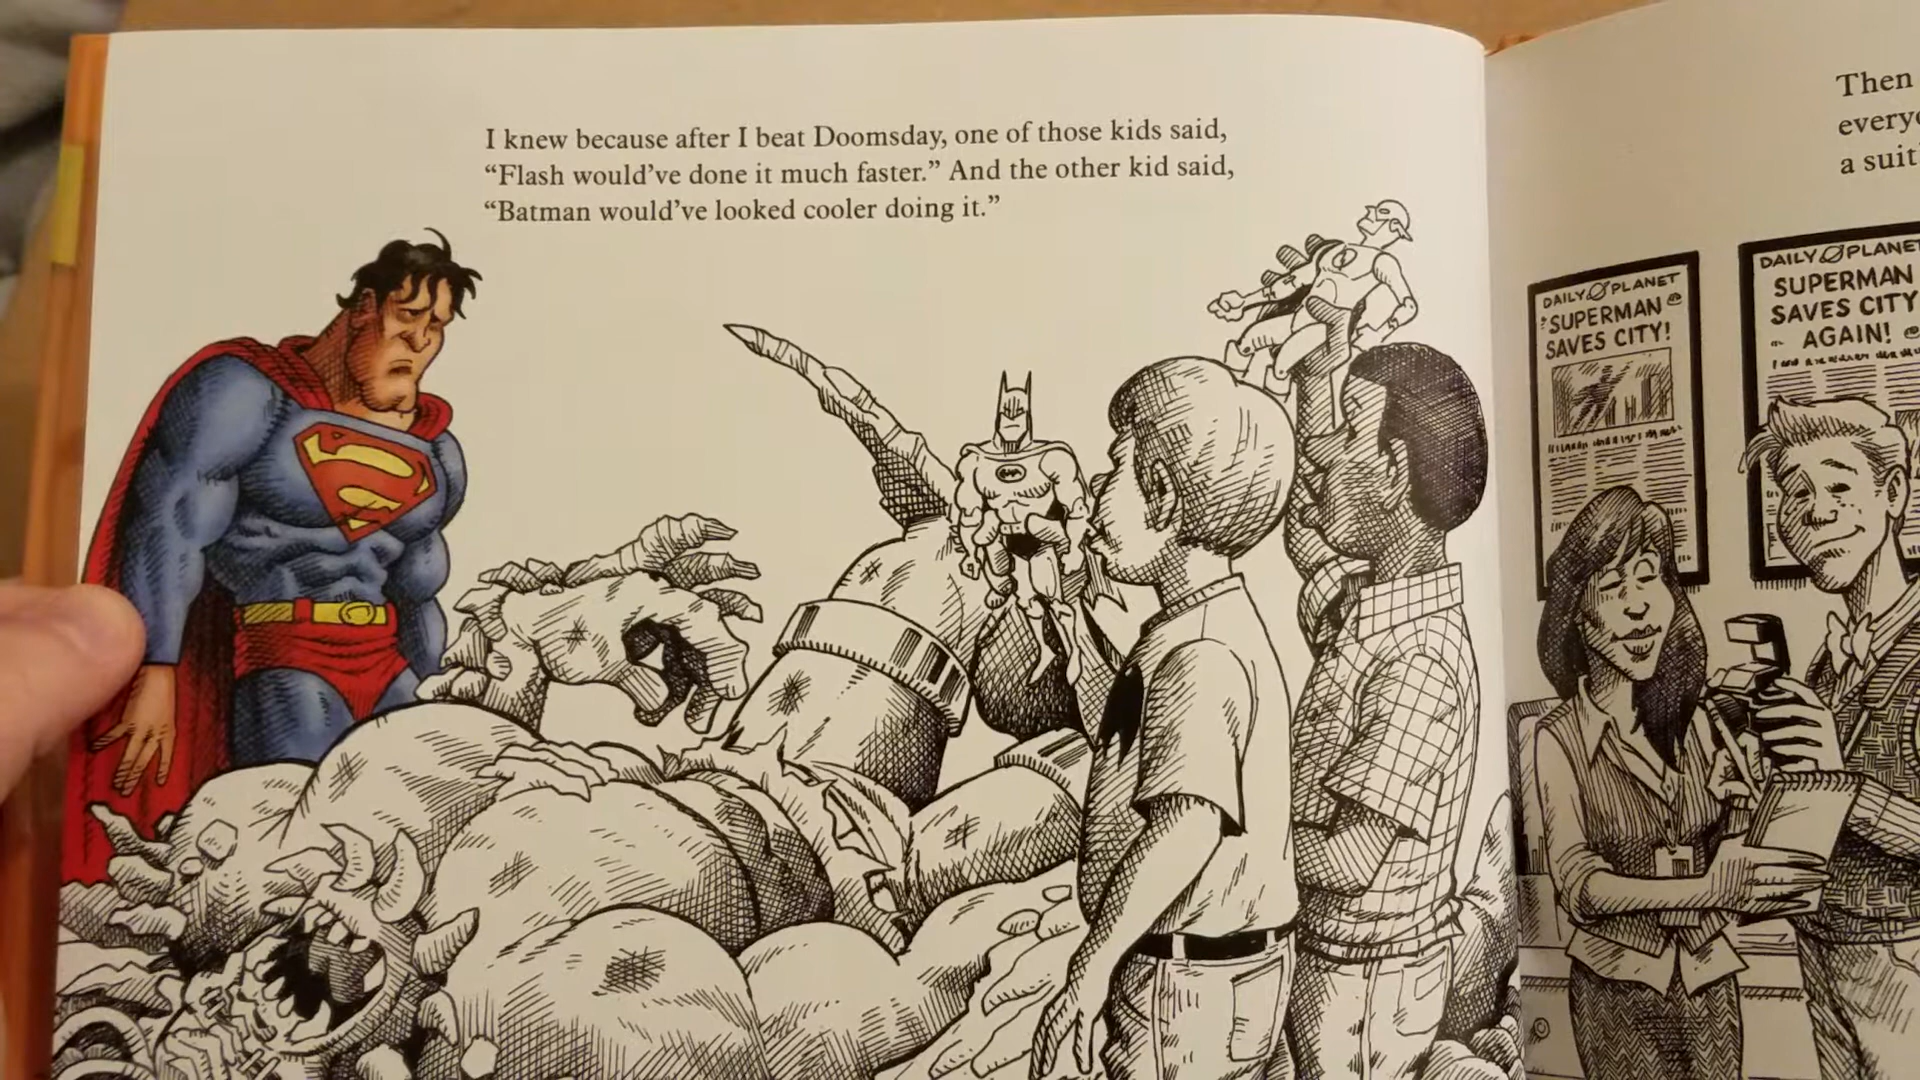 I knew because after I beat Doomsday, one of those kids said,
“Flash would’ve done it much faster.” And the other kid said,
“Batman would’ve looked cooler doing it.”
Then
a suit
DAILY PLANET
SUPERMAN
SAVES CITY!
DAILY PLANET
SUPERMAN
SAVES CITY
AGAIN!